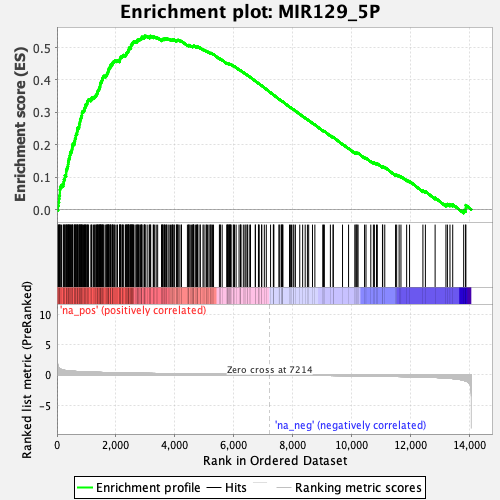 Enrichment plot: MIR129_5P
Enrichment score (ES)
0.5
0.4
0.3
0.2
0.1
0.0
'na_pos' (positively correlated)
Ranked list metric (PreRanked)
10
5
0
-5
Zero cross at 7214
'na_neg' (negatively correlated)
0
2,000
4,000
6,000
8,000
10,000
12,000
14,000
Rank in Ordered Dataset
Enrichment profile
Hits
Ranking metric scores